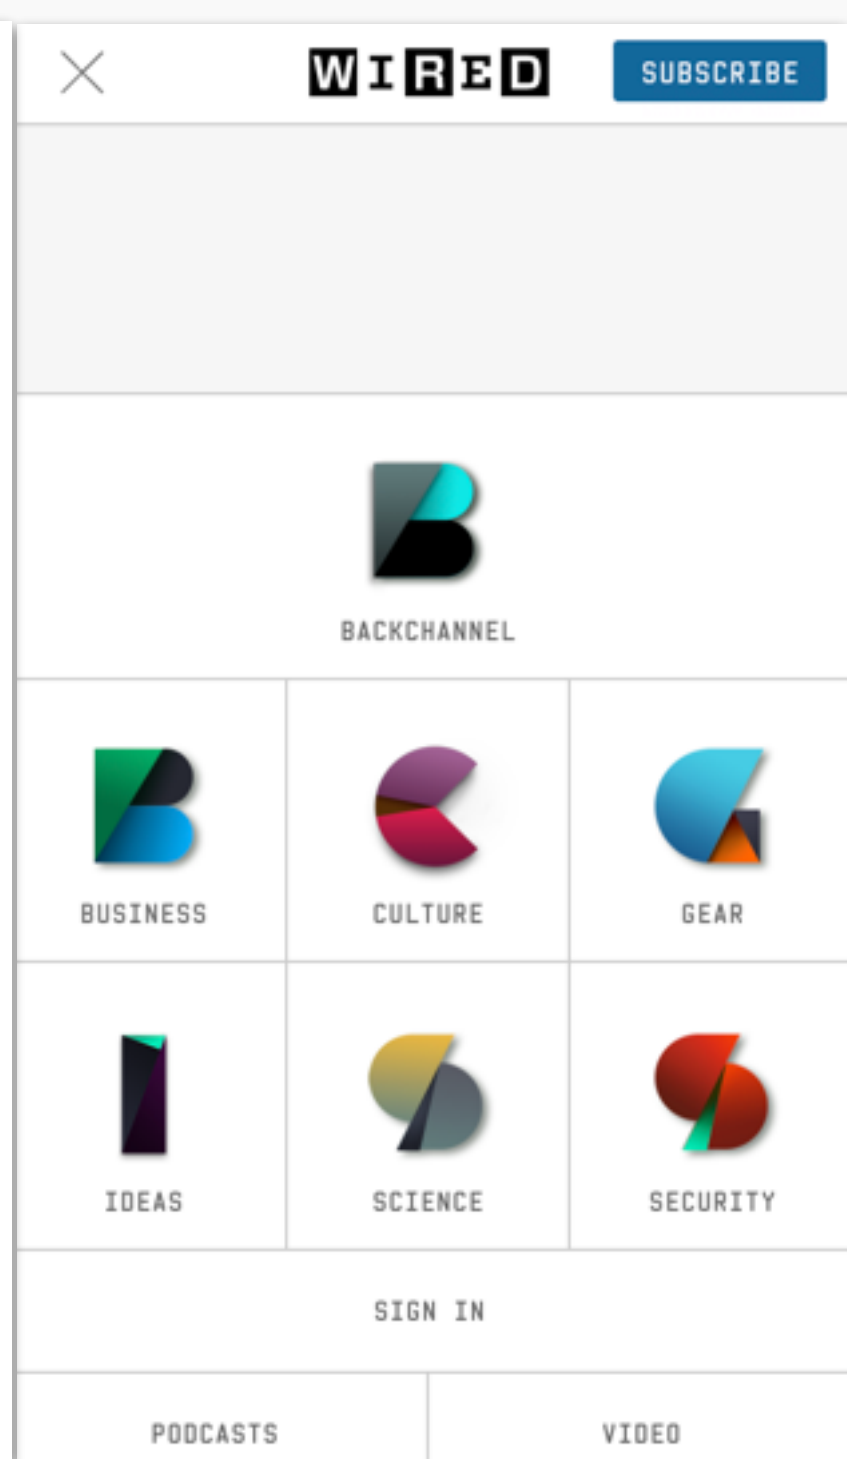 WIRED SUBSCRIBE
BACKCHANNEL
BUSINESS CULTURE GEAR
IDEAS SCIENCE SECURITY
SIGN IN
PODCASTS VIDEO